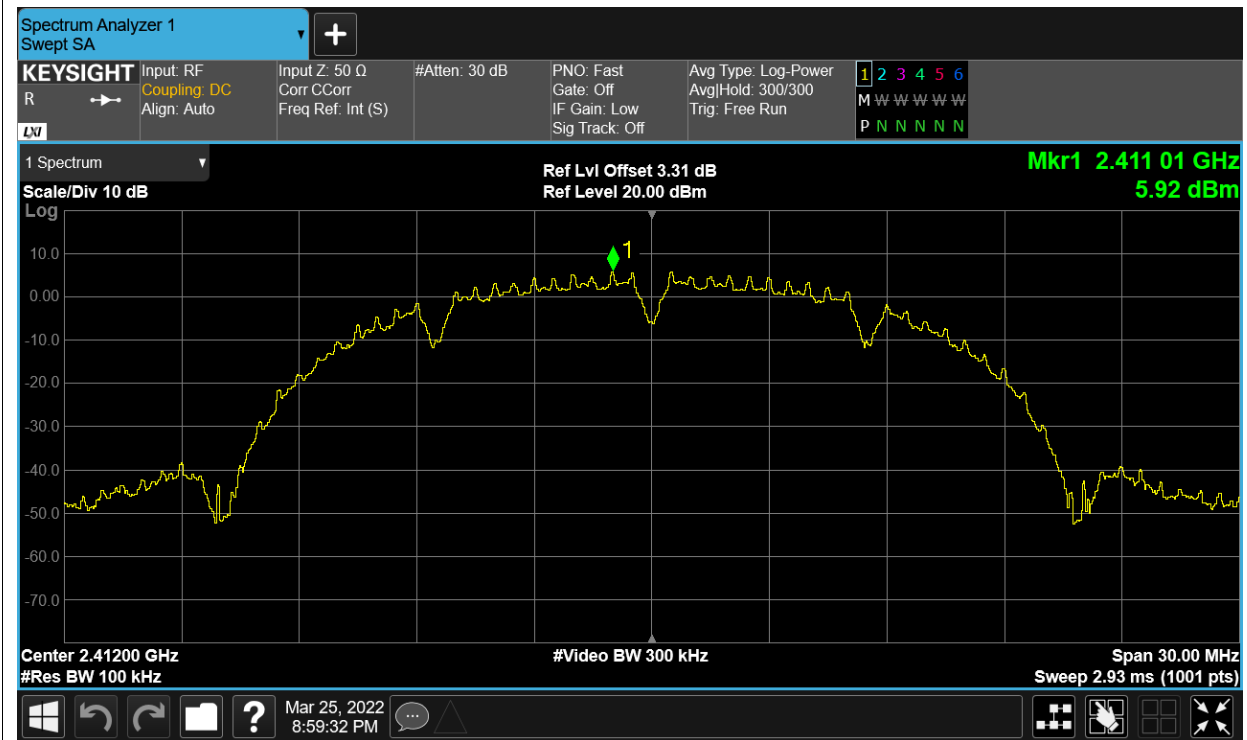 Spectrum Analyzer 1
Swept SA
+
KEYSIGHT
R
LXI
Input: RF
Coupling: DC
Align: Auto
Input Z: 50 Ω
Corr CCorr
Freq Ref: Int (S)
#Atten: 30 dB
PNO: Fast
Gate: Off
IF Gain: Low
Sig Track: Off
Avg Type: Log-Power
Avg|Hold: 300/300
Trig: Free Run
1 2 3 4 5 6
M W W W W W
P N N N N N
1 Spectrum
Scale/Div 10 dB
Ref Lvl Offset 3.31 dB
Ref Level 20.00 dBm
Mkr1 2.411 01 GHz
5.92 dBm
Log
10.0
0.00
-10.0
-20.0
-30.0
-40.0
-50.0
-60.0
-70.0
1
Center 2.41200 GHz
#Res BW 100 kHz
#Video BW 300 kHz
Span 30.00 MHz
Sweep 2.93 ms (1001 pts)
?
Mar 25, 2022
8:59:32 PM